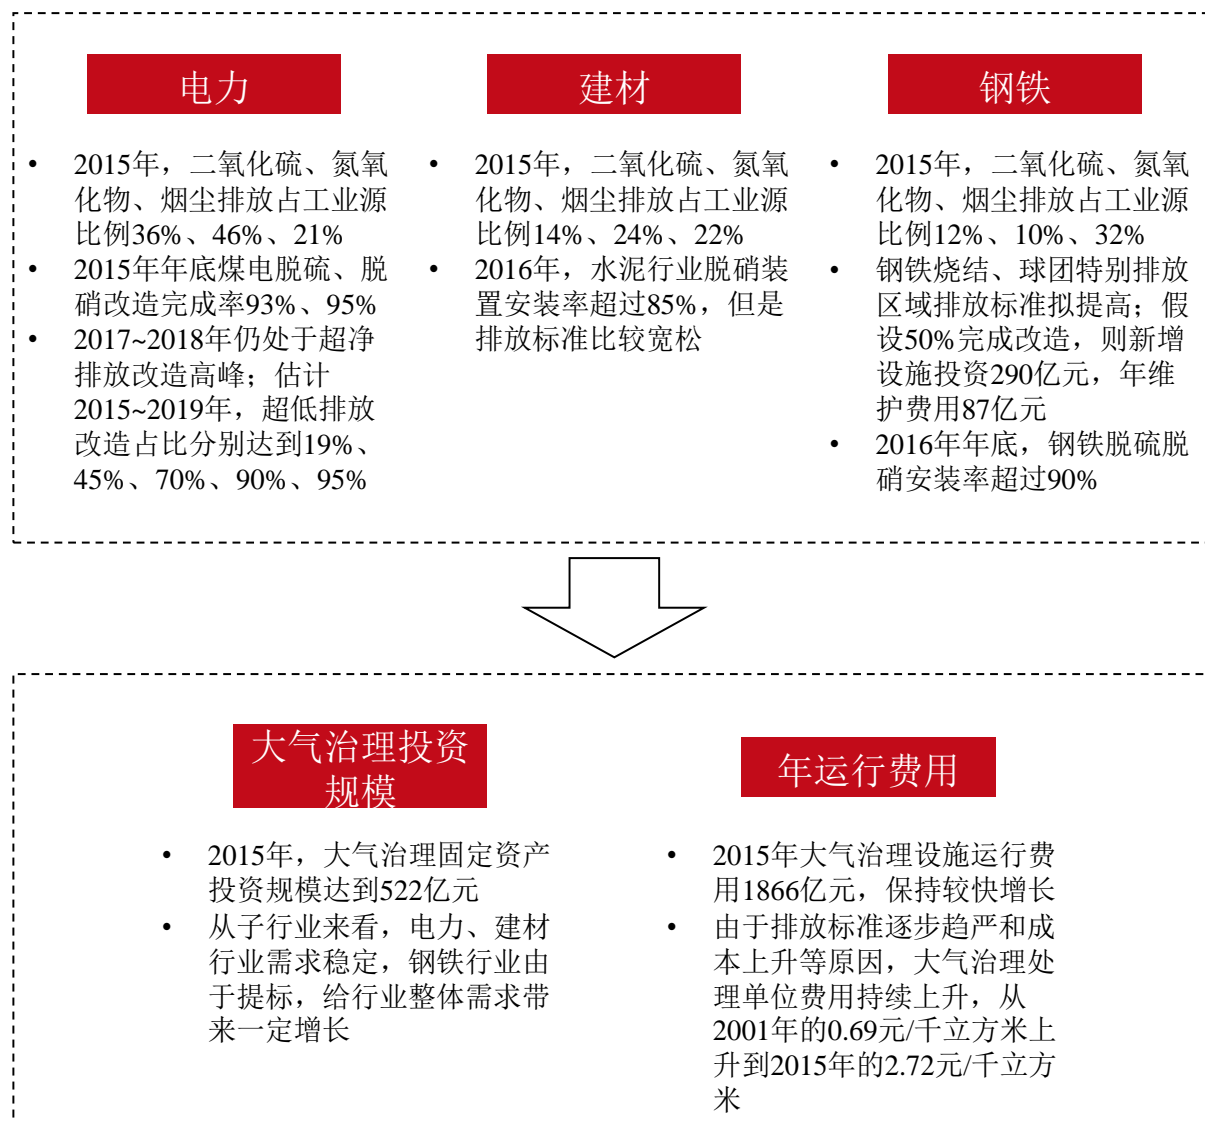 电力
• 2015年，二氧化硫、氮氧
化物、烟尘排放占工业源
比例36%、46%、21%
• 2015年年底煤电脱硫、脱
硝改造完成率93%、95%
• 2017~2018年仍处于超净
排放改造高峰；估计
2015~2019年，超低排放
改造占比分别达到19%、
45%、70%、90%、95%
建材
• 2015年，二氧化硫、氮氧
化物、烟尘排放占工业源
比例14%、24%、22%
• 2016年，水泥行业脱硝装
置安装率超过85%，但是
排放标准比较宽松
钢铁
• 2015年，二氧化硫、氮氧
化物、烟尘排放占工业源
比例12%、10%、32%
• 钢铁烧结、球团特别排放
区域排放标准拟提高；假
设50%完成改造，则新增
设施投资290亿元，年维
护费用87亿元
• 2016年年底，钢铁脱硫脱
硝安装率超过90%
大气治理投资
规模
• 2015年，大气治理固定资产
投资规模达到522亿元
• 从子行业来看，电力、建材
行业需求稳定，钢铁行业由
于提标，给行业整体需求带
来一定增长
年运行费用
• 2015年大气治理设施运行费
用1866亿元，保持较快增长
• 由于排放标准逐步趋严和成
本上升等原因，大气治理处
理单位费用持续上升，从
2001年的0.69元/千立方米上
升到2015年的2.72元/千立方
米